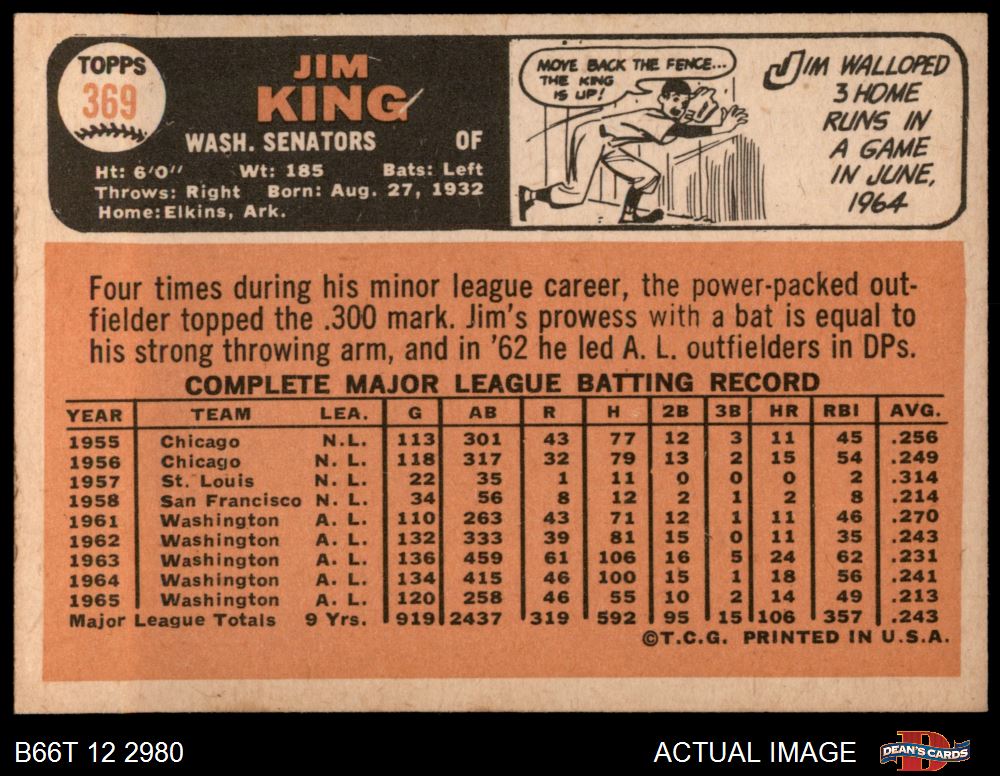 TOPPS
369
JIM
KING
WASH. SENATORS OF
Ht: 6'0" Wt: 185 Bats: Left
Throws: Right Born: Aug. 27, 1932
Home: Elkins, Ark.
MOVE BACK THE FENCE...
THE KING
IS UP!
JIM WALLOPED
3 HOME
RUNS IN
A GAME
IN JUNE,
1964
Four times during his minor league career, the power-packed out-
fielder topped the .300 mark. Jim's prowess with a bat is equal to
his strong throwing arm, and in '62 he led A. L. outfielders in DPs.
COMPLETE MAJOR LEAGUE BATTING RECORD
YEAR TEAM LEA. G AB R H 2B 3B HR RBI AVG.
1955 Chicago N.L. 113 301 43 77 12 3 11 45 .256
1956 Chicago N. L. 118 317 32 79 13 2 15 54 .249
1957 St. Louis N. L. 22 35 1 11 0 0 0 2 .314
1958 San Francisco N. L. 34 56 8 12 2 1 2 8 .214
1961 Washington A. L. 110 263 43 71 12 1 11 46 .270
1962 Washington A. L. 132 333 39 81 15 0 11 35 .243
1963 Washington A. L. 136 459 61 106 16 5 24 62 .231
1964 Washington A. L. 134 415 46 100 15 1 18 56 .241
1965 Washington A. L. 120 258 46 55 10 2 14 49 .213
Major League Totals 9 Yrs. 919 2437 319 592 95 15 106 357 .243
©T.C.G. PRINTED IN U.S.A.
B66T 12 2980 ACTUAL IMAGE DEAN'S CARDS